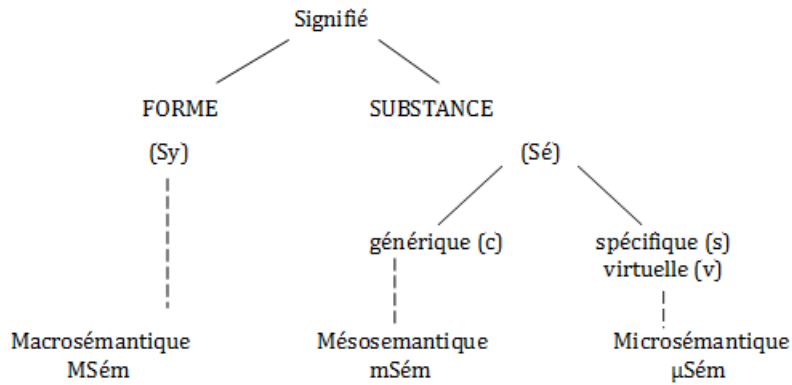 Signifié
FORME SUBSTANCE
(Sy) (Sé)
générique (c) spécifique (s)
virtuelle (v)
Macrosémantique Mésosemantique Microsémantique
MSém mSém µSém